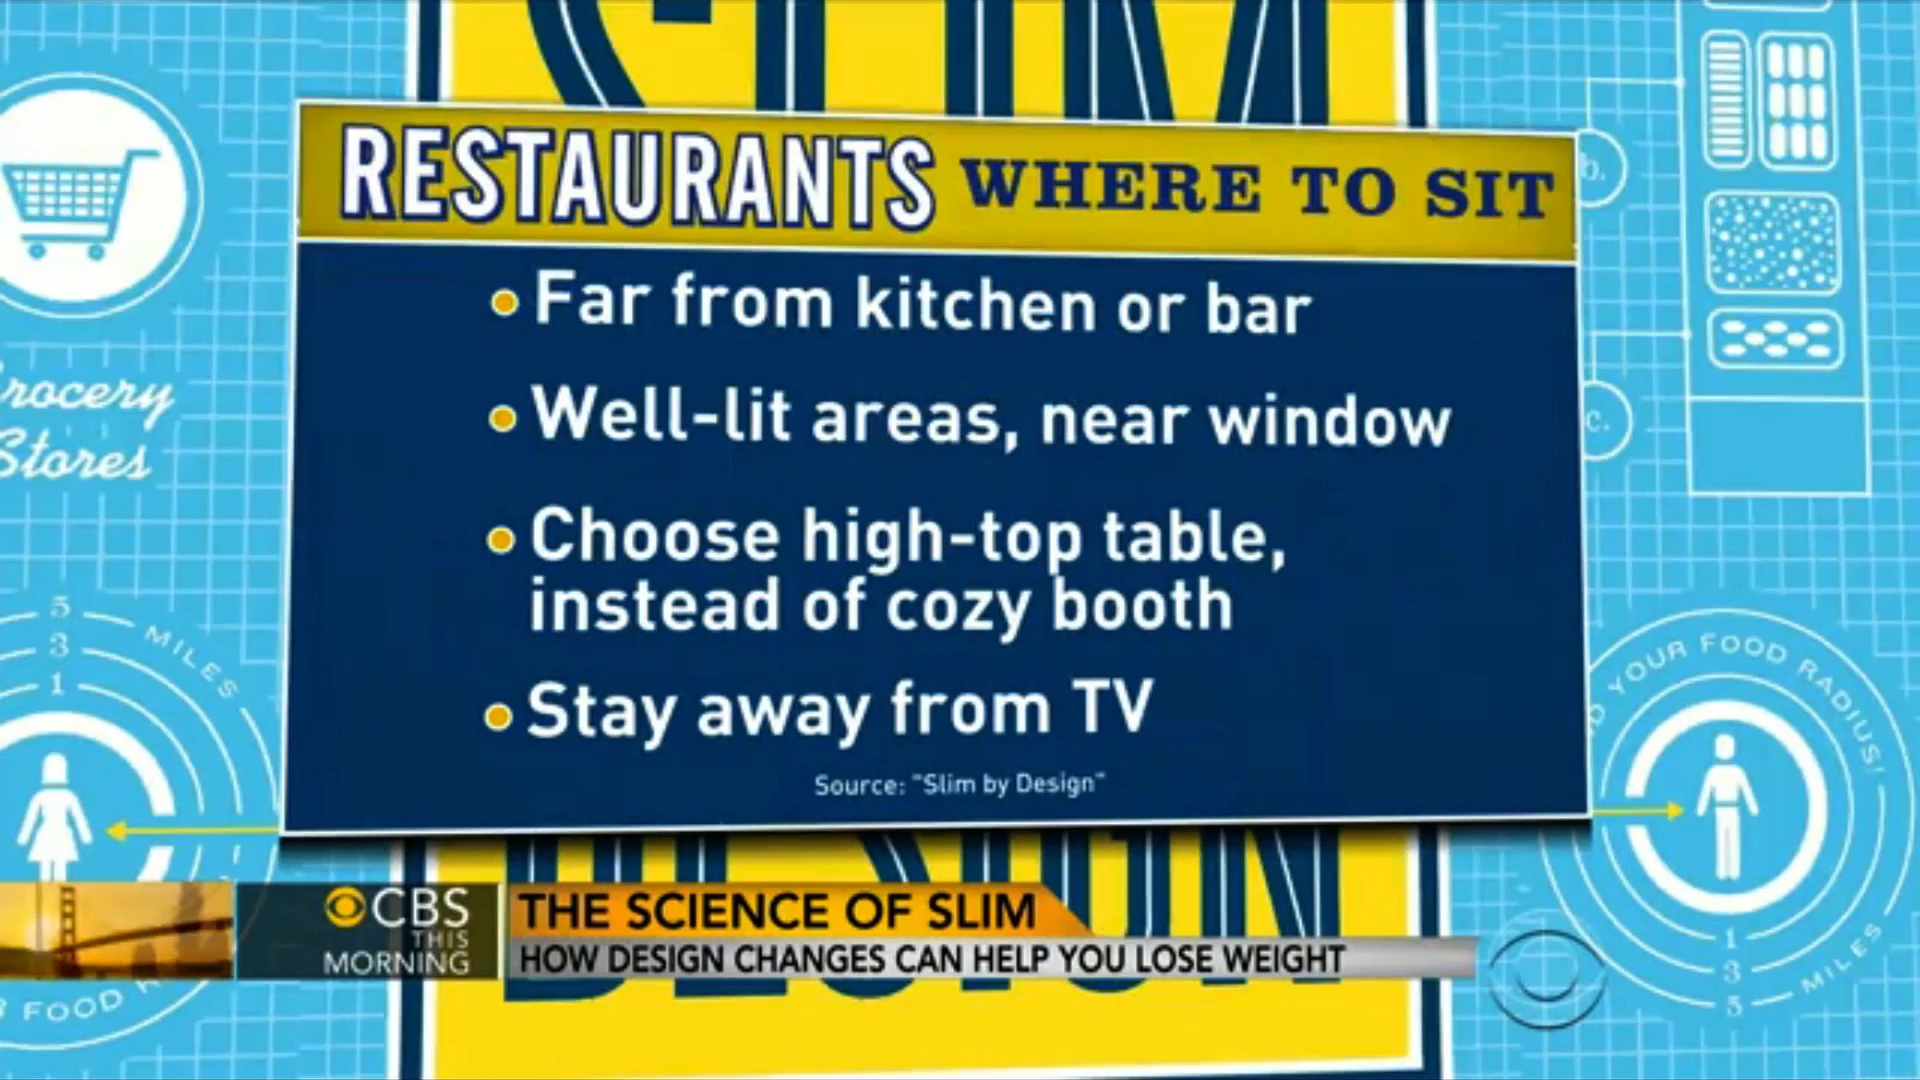 SLIM
RESTAURANTS WHERE TO SIT
b.
• Far from kitchen or bar
• Well-lit areas, near window
c.
• Choose high-top table,
instead of cozy booth
• Stay away from TV
Source: "Slim by Design"
Grocery
Stores
5
3
1
MILES
YOUR FOOD RADIUS!
DESIGN
CBS
THIS
MORNING
THE SCIENCE OF SLIM
HOW DESIGN CHANGES CAN HELP YOU LOSE WEIGHT
FOOD
1
3
5
MILES